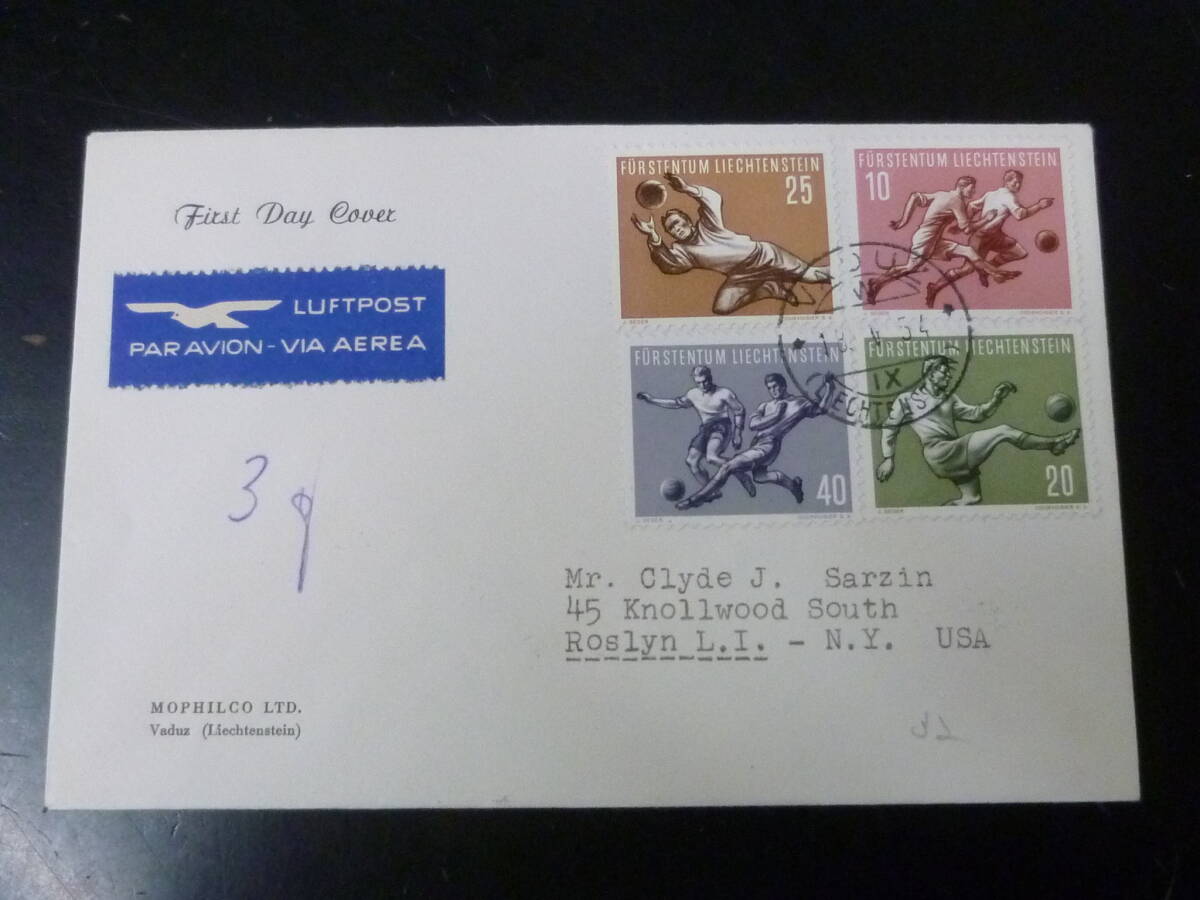 First Day Cover
LUFTPOST
PAR AVION - VIA AEREA
FÜRSTENTUM LIECHTENSTEIN
25
FÜRSTENTUM LIECHTENSTEIN
10
FÜRSTENTUM LIECHTENSTEIN
40
FÜRSTENTUM LIECHTENSTEIN
20
3 g
Mr. Clyde J. Sarzin
45 Knollwood South
Roslyn L.I. - N.Y. USA
MOPHILCO LTD.
Vaduz (Liechtenstein)